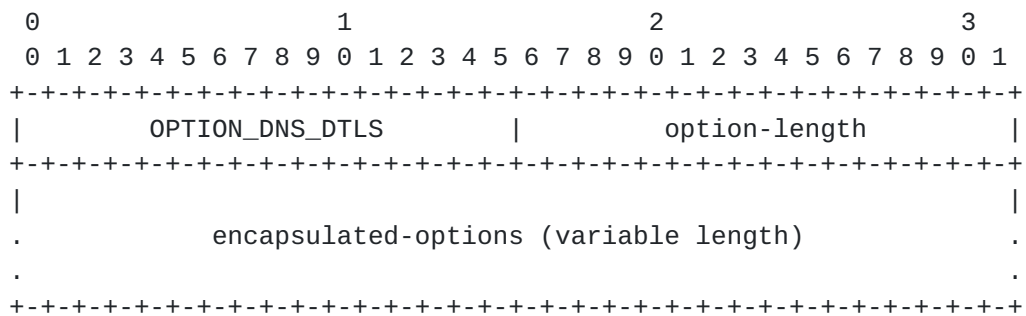 0                   1                   2                   3
 0 1 2 3 4 5 6 7 8 9 0 1 2 3 4 5 6 7 8 9 0 1 2 3 4 5 6 7 8 9 0 1
+-+-+-+-+-+-+-+-+-+-+-+-+-+-+-+-+-+-+-+-+-+-+-+-+-+-+-+-+-+-+-+-+
|        OPTION_DNS_DTLS        |         option-length         |
+-+-+-+-+-+-+-+-+-+-+-+-+-+-+-+-+-+-+-+-+-+-+-+-+-+-+-+-+-+-+-+-+
|                                                               |
.            encapsulated-options (variable length)             .
.                                                               .
+-+-+-+-+-+-+-+-+-+-+-+-+-+-+-+-+-+-+-+-+-+-+-+-+-+-+-+-+-+-+-+-+